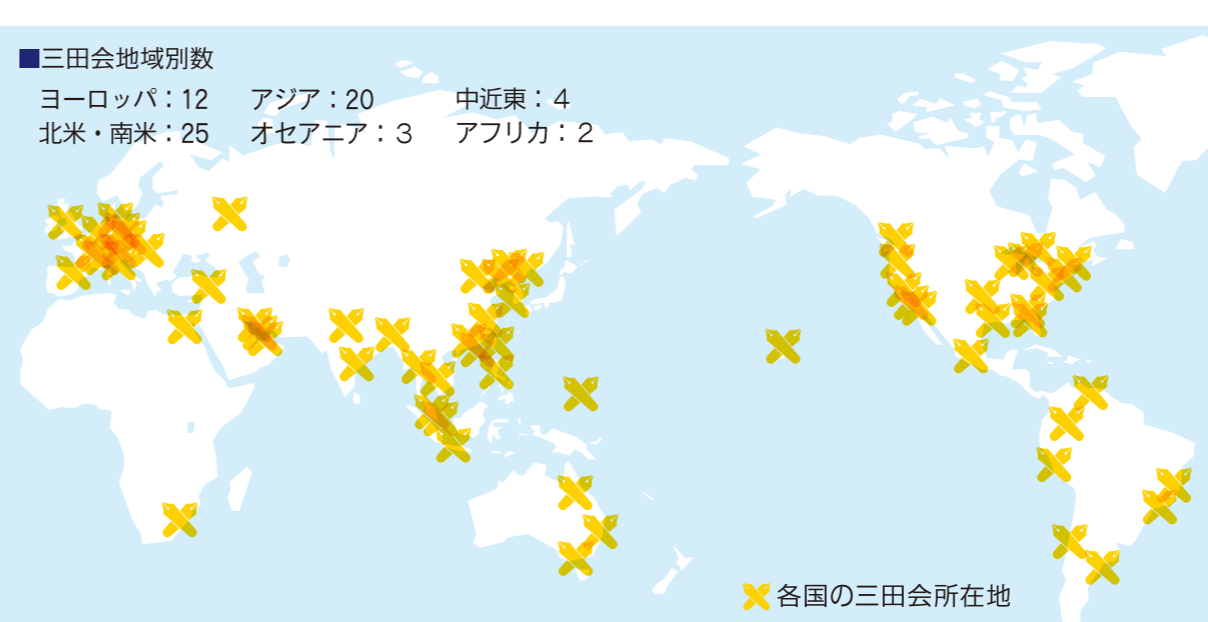 ■三田会地域別数
ヨーロッパ：12 アジア：20 中近東：４
北米・南米：25 オセアニア：３ アフリカ：２
各国の三田会所在地